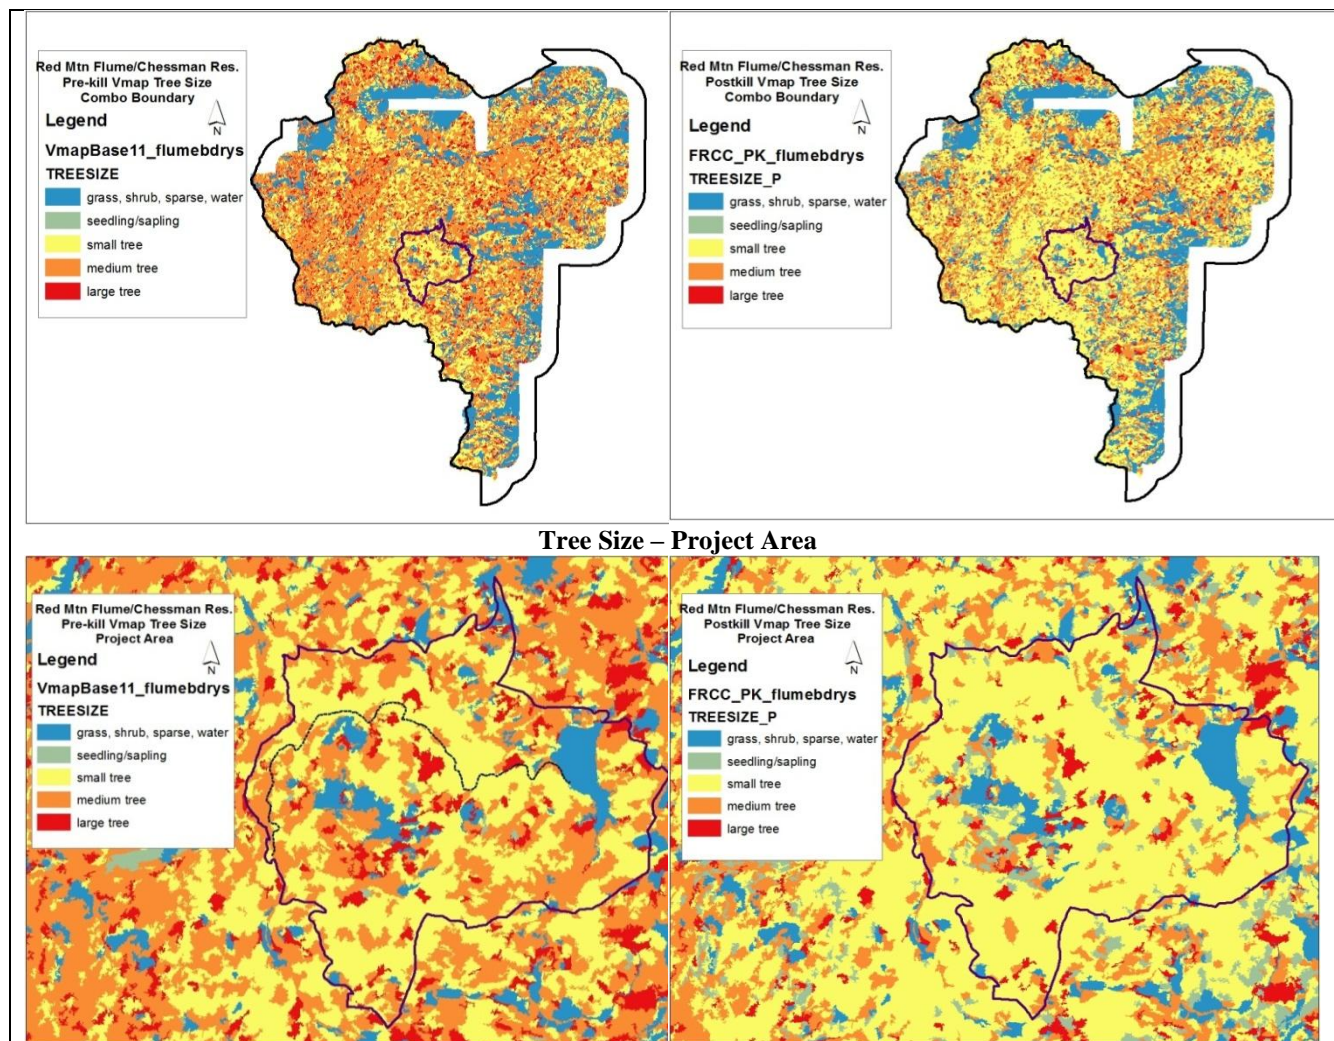 Red Mtn Flume/Chessman Res.
Pre-kill Vmap Tree Size
Combo Boundary
N
Legend
VmapBase11_flumebdrys
TREESIZE
grass, shrub, sparse, water
seedling/sapling
small tree
medium tree
large tree
Red Mtn Flume/Chessman Res.
Postkill Vmap Tree Size
Combo Boundary
N
Legend
FRCC_PK_flumebdrys
TREESIZE_P
grass, shrub, sparse, water
seedling/sapling
small tree
medium tree
large tree
Tree Size – Project Area
Red Mtn Flume/Chessman Res.
Pre-kill Vmap Tree Size
Project Area
N
Legend
VmapBase11_flumebdrys
TREESIZE
grass, shrub, sparse, water
seedling/sapling
small tree
medium tree
large tree
Red Mtn Flume/Chessman Res.
Postkill Vmap Tree Size
Project Area
N
Legend
FRCC_PK_flumebdrys
TREESIZE_P
grass, shrub, sparse, water
seedling/sapling
small tree
medium tree
large tree